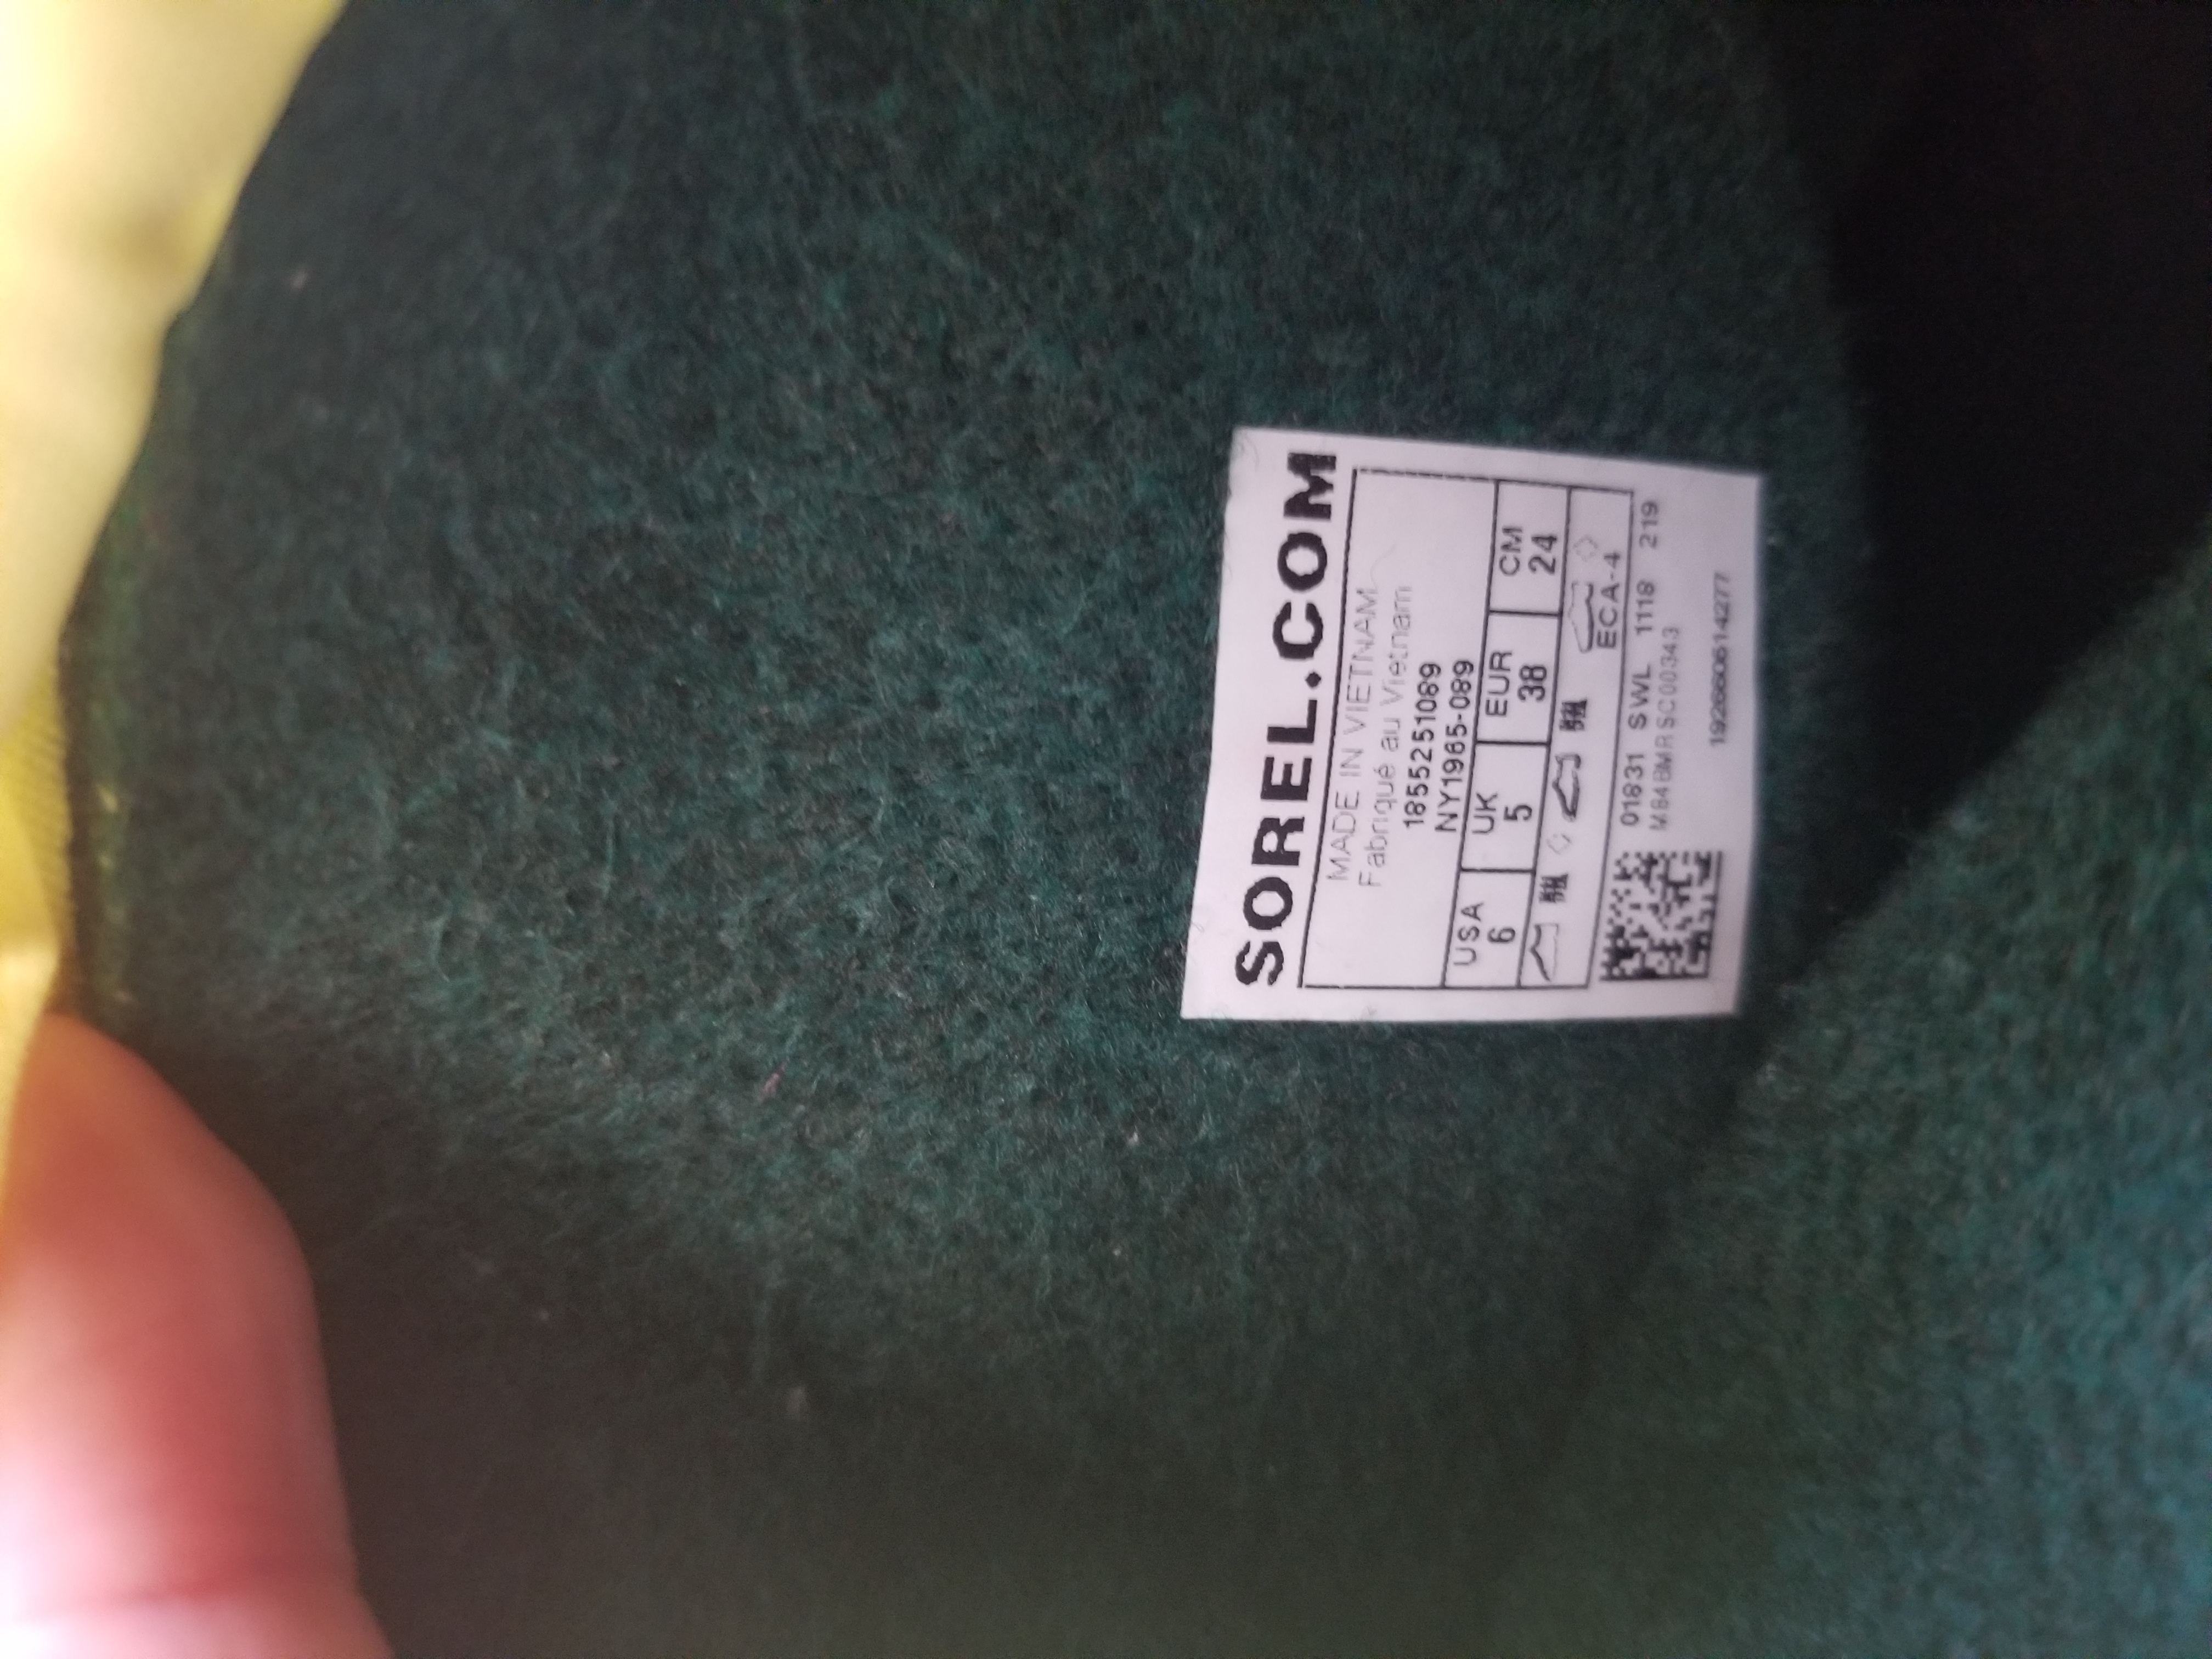 SOREL.COM
MADE IN VIETNAM
Fabriqué au Vietnam
1855251089
NY1965-089
USA UK EUR CM
6 5 38 24
ECA-4
01831 SWL 1118 219
192660614277